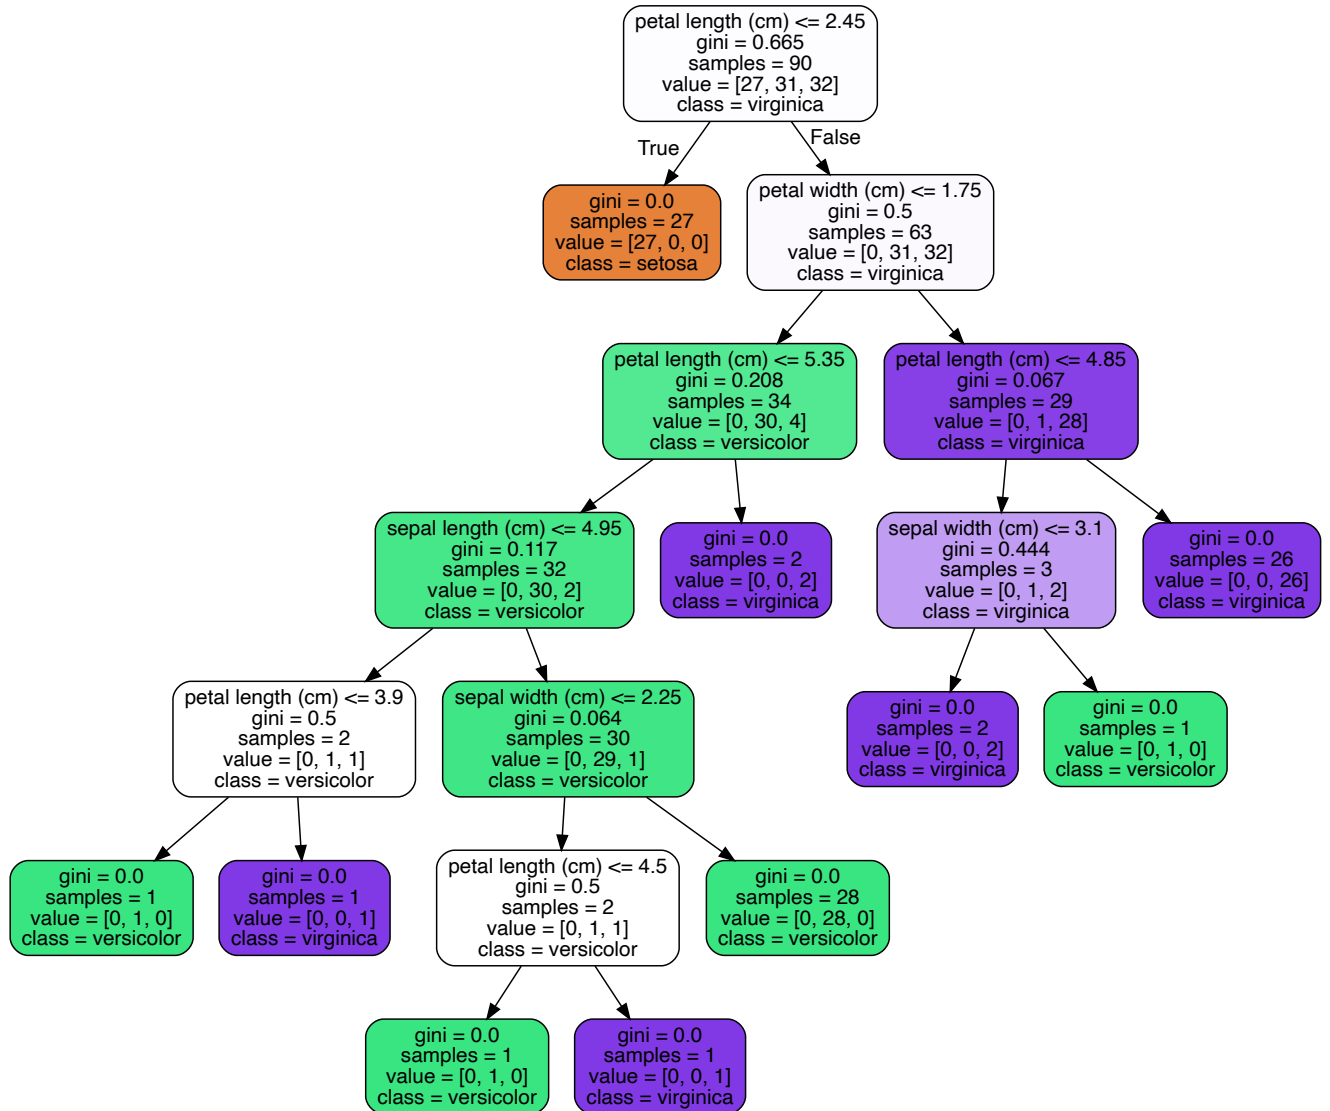 petal length (cm) <= 2.45
gini = 0.665
samples = 90
value = [27, 31, 32]
class = virginica
True
False
gini = 0.0
samples = 27
value = [27, 0, 0]
class = setosa
petal width (cm) <= 1.75
gini = 0.5
samples = 63
value = [0, 31, 32]
class = virginica
petal length (cm) <= 5.35
gini = 0.208
samples = 34
value = [0, 30, 4]
class = versicolor
petal length (cm) <= 4.85
gini = 0.067
samples = 29
value = [0, 1, 28]
class = virginica
sepal length (cm) <= 4.95
gini = 0.117
samples = 32
value = [0, 30, 2]
class = versicolor
gini = 0.0
samples = 2
value = [0, 0, 2]
class = virginica
sepal width (cm) <= 3.1
gini = 0.444
samples = 3
value = [0, 1, 2]
class = virginica
gini = 0.0
samples = 26
value = [0, 0, 26]
class = virginica
petal length (cm) <= 3.9
gini = 0.5
samples = 2
value = [0, 1, 1]
class = versicolor
sepal width (cm) <= 2.25
gini = 0.064
samples = 30
value = [0, 29, 1]
class = versicolor
gini = 0.0
samples = 2
value = [0, 0, 2]
class = virginica
gini = 0.0
samples = 1
value = [0, 1, 0]
class = versicolor
gini = 0.0
samples = 1
value = [0, 1, 0]
class = versicolor
gini = 0.0
samples = 1
value = [0, 0, 1]
class = virginica
petal length (cm) <= 4.5
gini = 0.5
samples = 2
value = [0, 1, 1]
class = versicolor
gini = 0.0
samples = 28
value = [0, 28, 0]
class = versicolor
gini = 0.0
samples = 1
value = [0, 1, 0]
class = versicolor
gini = 0.0
samples = 1
value = [0, 0, 1]
class = virginica